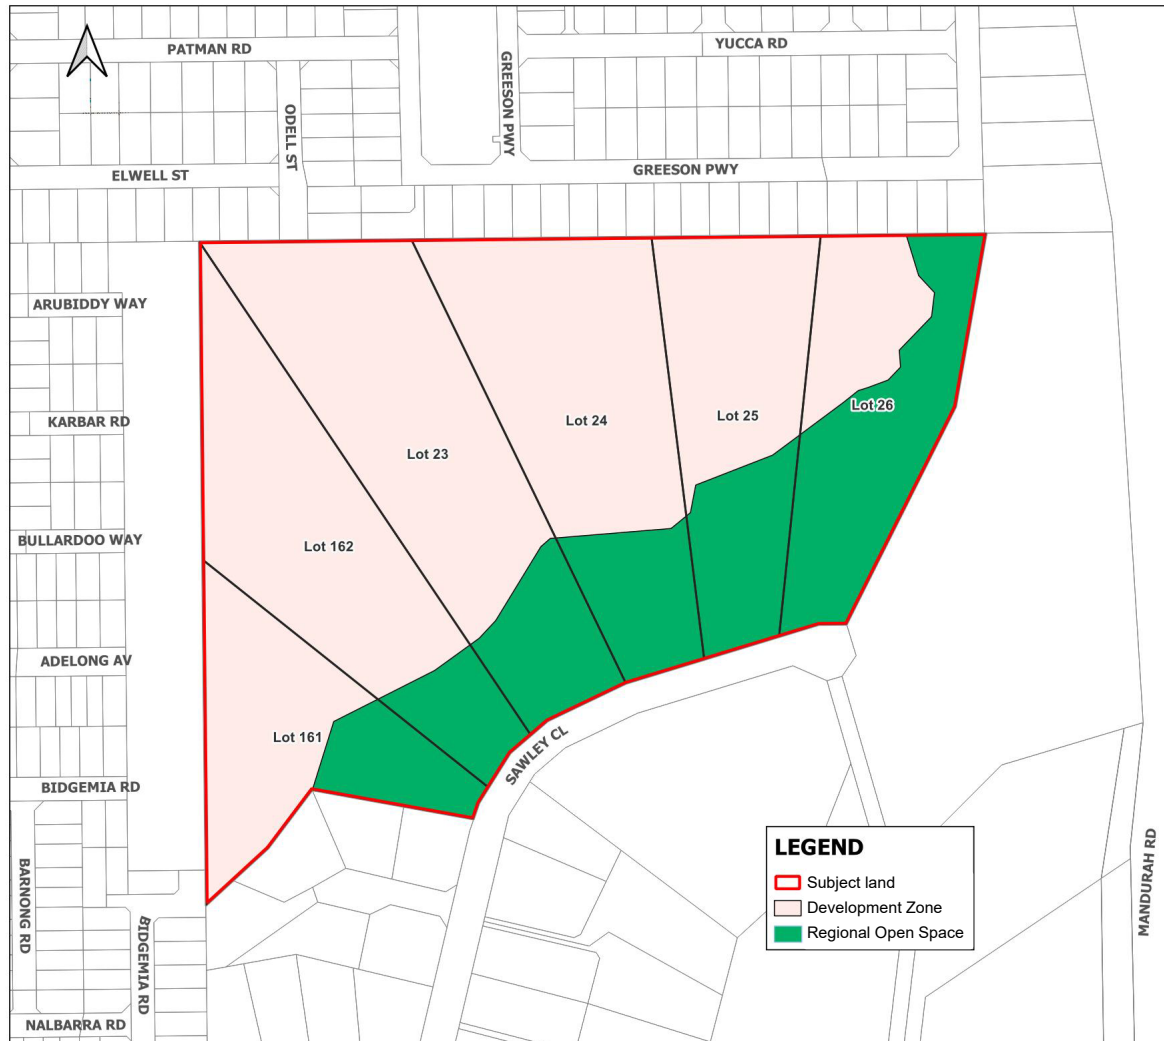 PATMAN RD
YUCCA RD
GREESON PWY
ODELL ST
ELWELL ST
GREESON PWY
ARUBIDDY WAY
KARBAR RD
Lot 26
Lot 25
Lot 24
Lot 23
BULLARDOO WAY
Lot 162
ADELONG AV
Lot 161
SAWLEY CL
BIDGEMIA RD
LEGEND
Subject land
Development Zone
Regional Open Space
MANDURAH RD
BARNONG RD
BIDGEMIA RD
NALBARRA RD